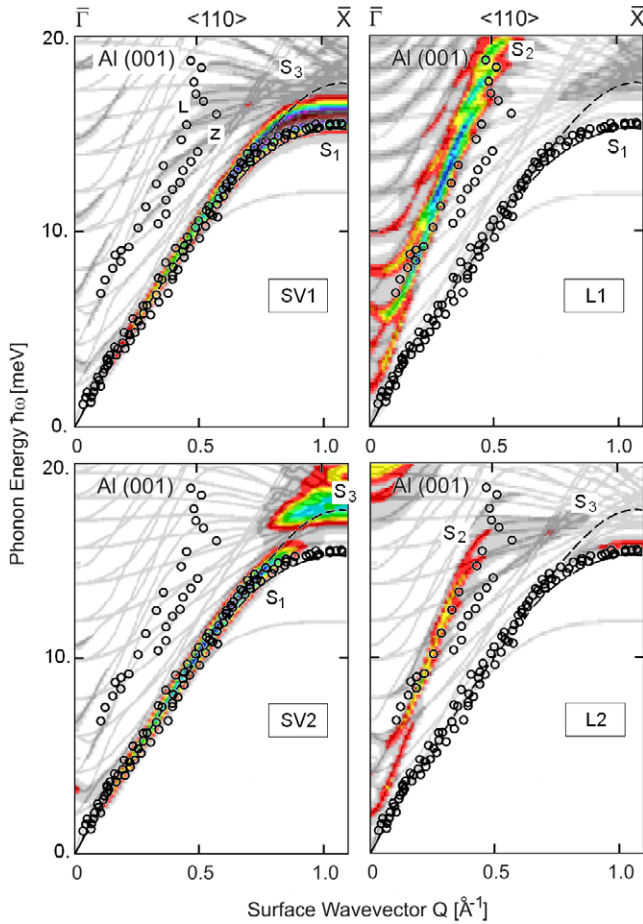 Γ̅ <110> X̅
20.
Al (001)
S3
L
Z
S1
10.
SV1
0.
0 0.5 1.0
Al (001)
S2
S1
L1
0 0.5 1.0
20.
Al (001)
S3
S1
10.
SV2
0.
0 0.5 1.0
Γ̅ <110> X̅
Al (001)
S3
S2
L2
0 0.5 1.0
Phonon Energy ħω [meV]
Surface Wavevector Q [Å-1]